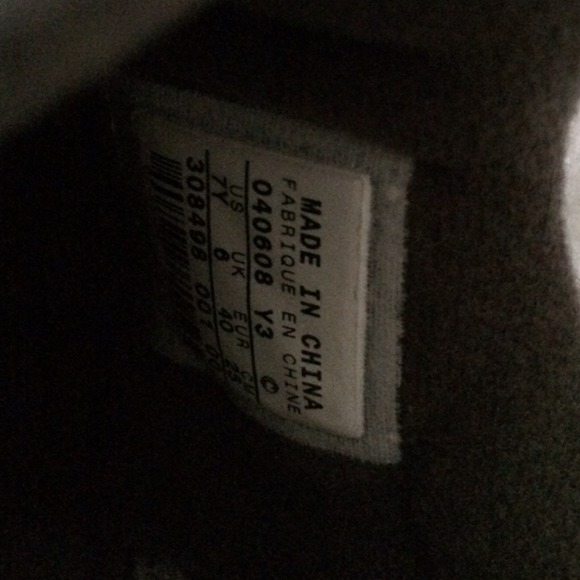 MADE IN CHINA
FABRIQUE EN CHINE
040608 Y3 ©
US UK EUR
7Y 6 40
308498 001